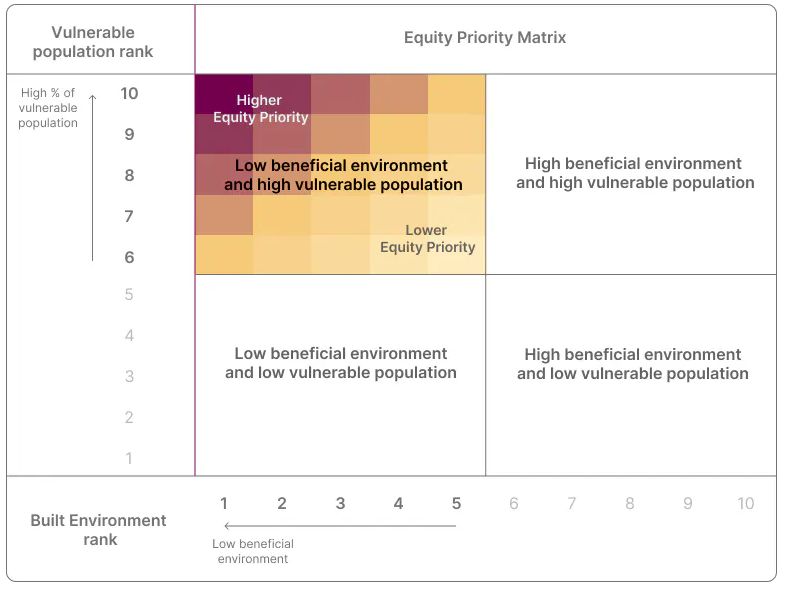 Vulnerable
population rank
Equity Priority Matrix
High % of
vulnerable
population
10
9
8
7
6
5
4
3
2
1
Higher
Equity Priority
Low beneficial environment
and high vulnerable population
Lower
Equity Priority
High beneficial environment
and high vulnerable population
Low beneficial environment
and low vulnerable population
High beneficial environment
and low vulnerable population
Built Environment
rank
1 2 3 4 5 6 7 8 9 10
Low beneficial
environment